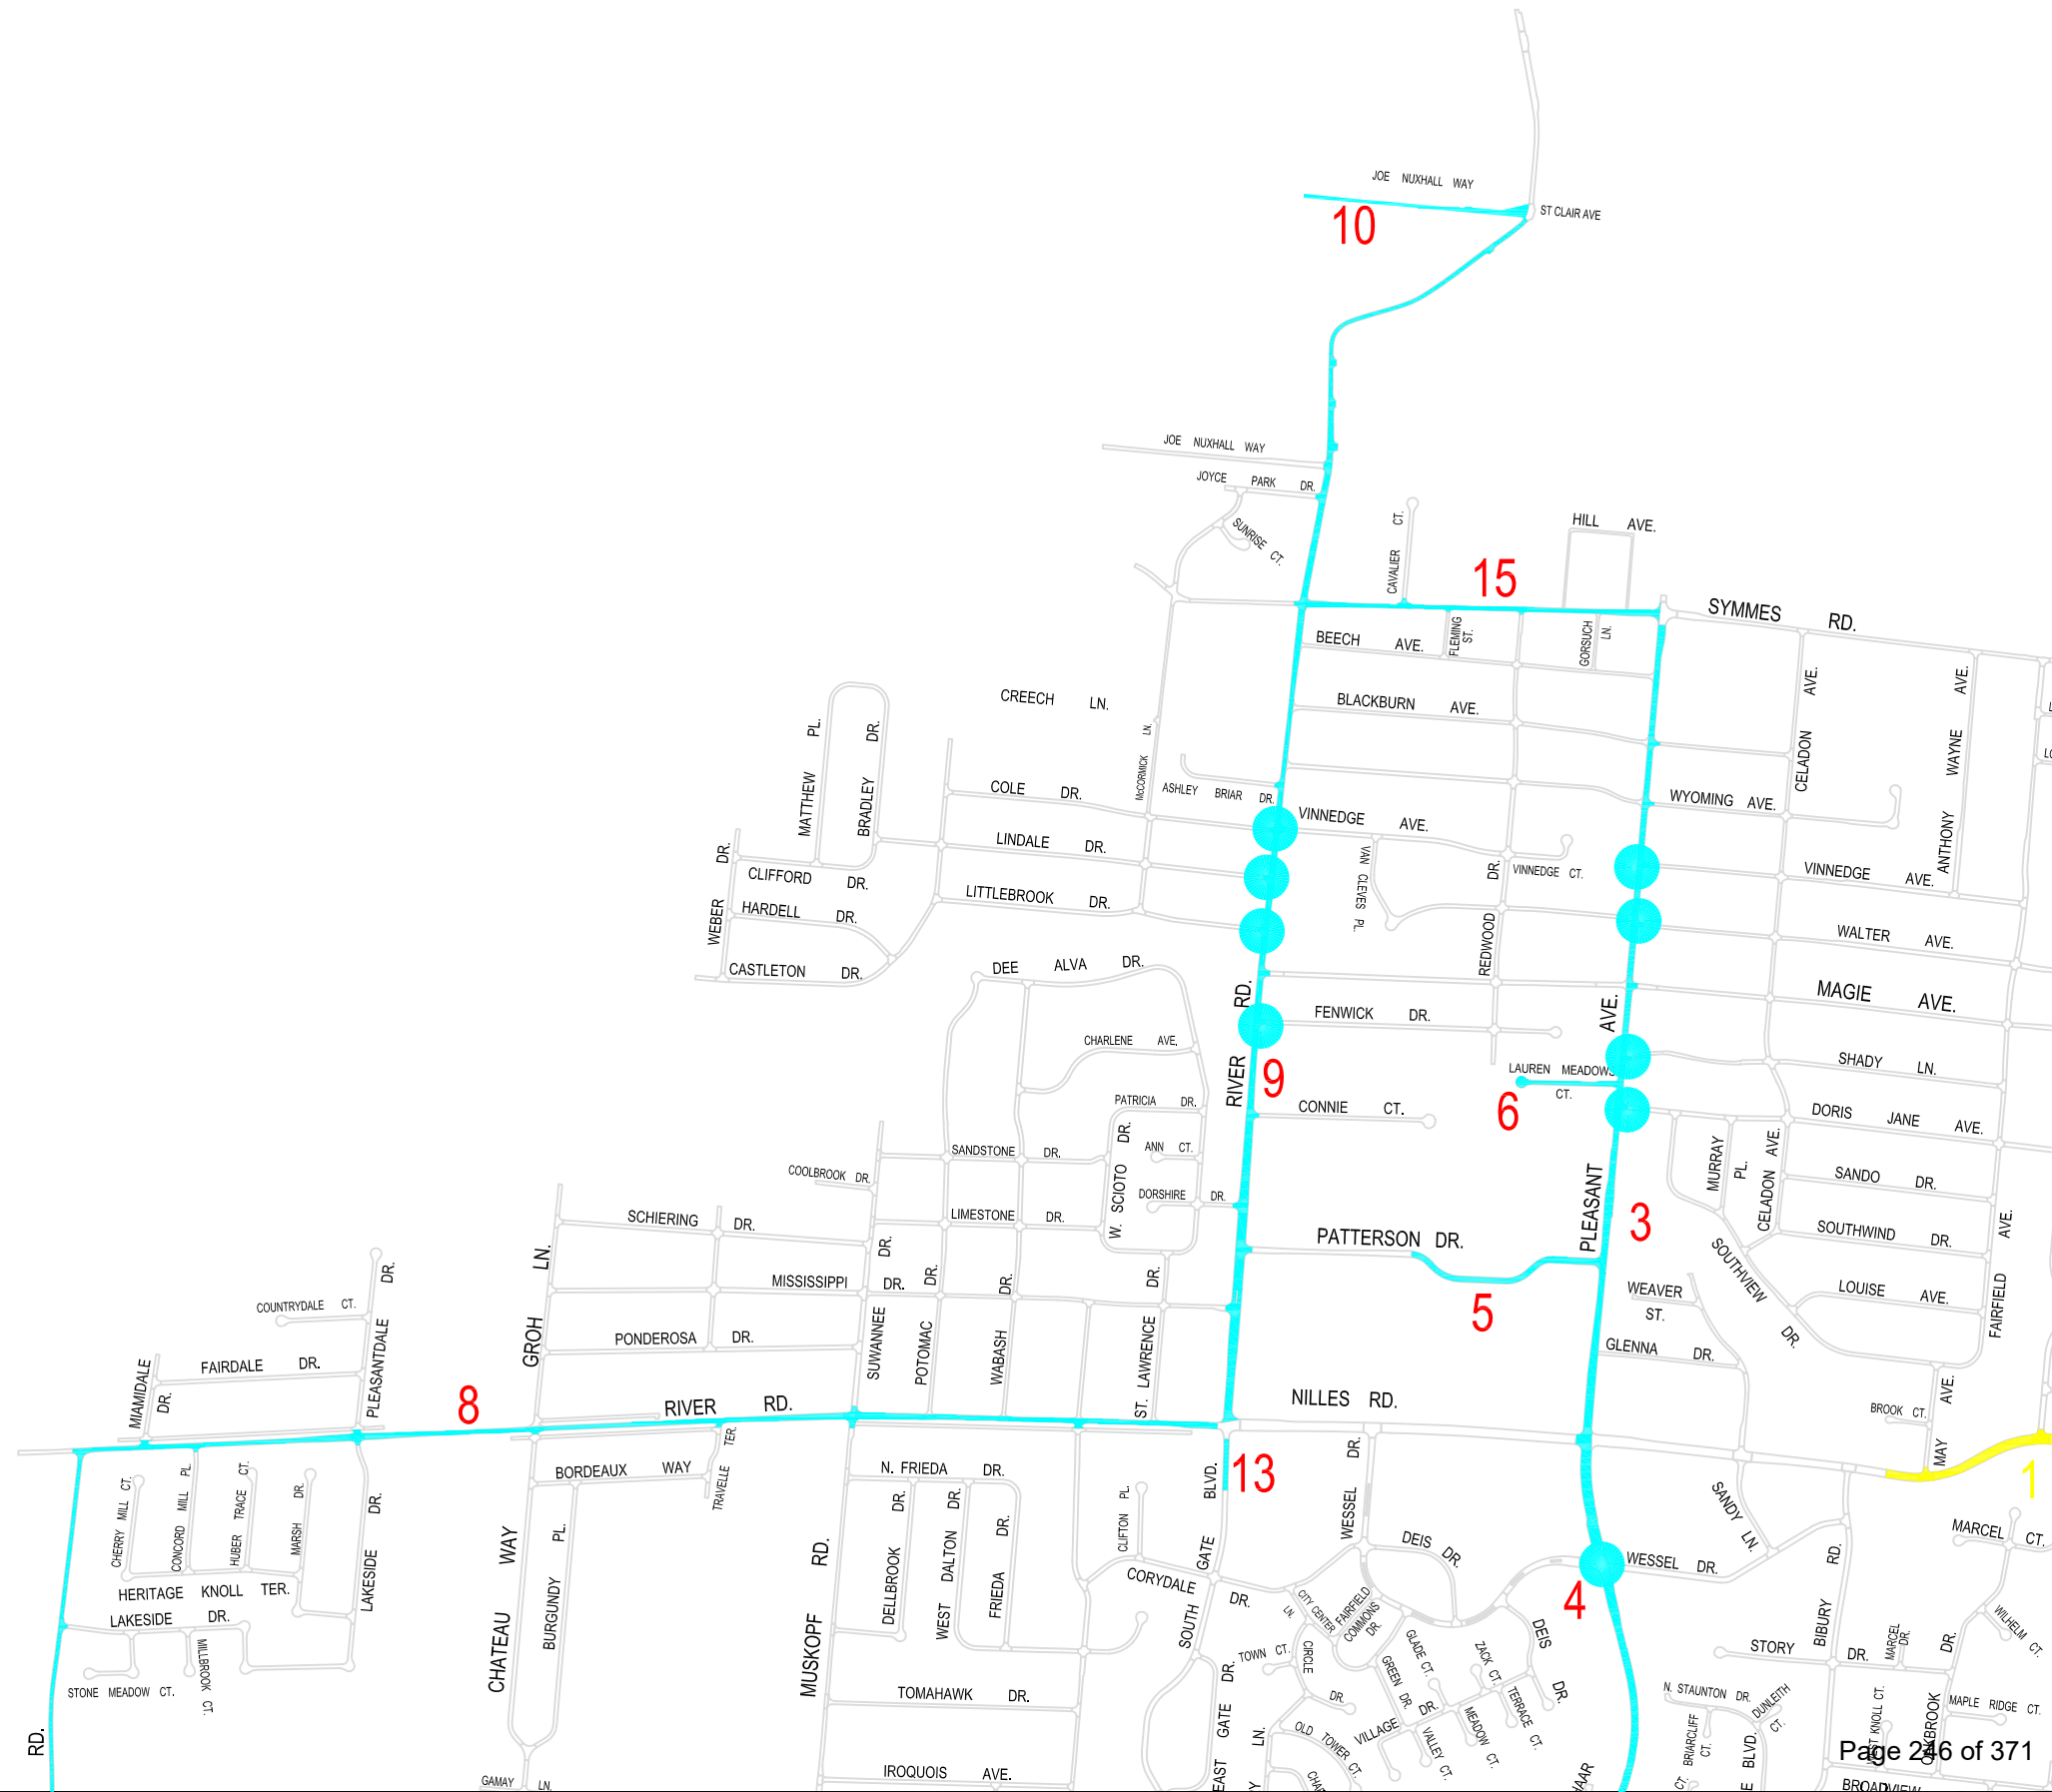 JOE NUXHALL WAY
ST CLAIR AVE
10
JOE NUXHALL WAY
JOYCE PARK DR.
SUNRISE CT.
CAVALIER CT.
HILL AVE.
15
SYMMES RD.
BEECH AVE.
FLEMING ST.
GORSUCH LN.
BLACKBURN AVE.
CREECH LN.
McCORMICK LN.
MATTHEW PL.
BRADLEY DR.
CELADON AVE.
ANTHONY WAYNE AVE.
COLE DR.
ASHLEY BRIAR DR.
VINNEDGE AVE.
WYOMING AVE.
LINDALE DR.
WEBER DR.
CLIFFORD DR.
VAN CLEVES PL.
VINNEDGE CT.
VINNEDGE AVE.
LITTLEBROOK DR.
HARDELL DR.
REDWOOD DR.
WALTER AVE.
CASTLETON DR.
DEE ALVA DR.
MAGIE AVE.
FENWICK DR.
CHARLENE AVE.
RIVER RD.
9
LAUREN MEADOWS CT.
6
SHADY LN.
PATRICIA DR.
CONNIE CT.
DORIS JANE AVE.
SANDSTONE DR.
ANN CT.
W. SCIOTO DR.
MURRAY PL.
CELADON AVE.
SANDO DR.
COOLBROOK DR.
DORSHIRE DR.
PLEASANT AVE.
3
SCHIERING DR.
LIMESTONE DR.
PATTERSON DR.
SOUTHVIEW DR.
SOUTHWIND DR.
GROH LN.
MISSISSIPPI DR.
5
WEAVER ST.
LOUISE AVE.
FAIRFIELD AVE.
COUNTRYDALE CT.
PLEASANTDALE DR.
PONDEROSA DR.
SUWANNEE DR.
POTOMAC DR.
WABASH DR.
ST. LAWRENCE DR.
GLENNA DR.
FAIRDALE DR.
MIAMIDALE DR.
8
RIVER RD.
NILLES RD.
BROOK CT.
MAY AVE.
1
BORDEAUX WAY
TRAVELLE TER.
N. FRIEDA DR.
13
BLVD.
WESSEL DR.
SANDY LN.
CHERRY MILL CT.
CONCORD MILL PL.
HUBER TRACE CT.
MARSH DR.
LAKESIDE DR.
CLIFTON PL.
DEIS DR.
WESSEL DR.
MARCEL CT.
HERITAGE KNOLL TER.
LAKESIDE DR.
CHATEAU WAY
BURGUNDY PL.
MUSKOPF RD.
DELLBROOK DR.
WEST DALTON DR.
FRIEDA DR.
CORYDALE DR.
SOUTH GATE
4
CITY CENTER LN.
FAIRFIELD COMMONS DR.
DEIS DR.
BIBURY RD.
STORY DR.
MARCEL DR.
WILHELM CT.
MILLBROOK CT.
STONE MEADOW CT.
TOWN CT.
CIRCLE DR.
GLADE CT.
GREEN DR.
ZACK CT.
TERRACE CT.
TOMAHAWK DR.
VILLAGE DR.
MEADOW CT.
VALLEY CT.
OLD TOWER CT.
N. STAUNTON DR.
DUNLEITH CT.
MAPLE RIDGE CT.
OAKBROOK DR.
BRIARCLIFF CT.
RD.
EAST GATE DR.
LN.
IROQUOIS AVE.
GAMAY LN.
E BLVD.
Page 246 of 371
BROADVIEW